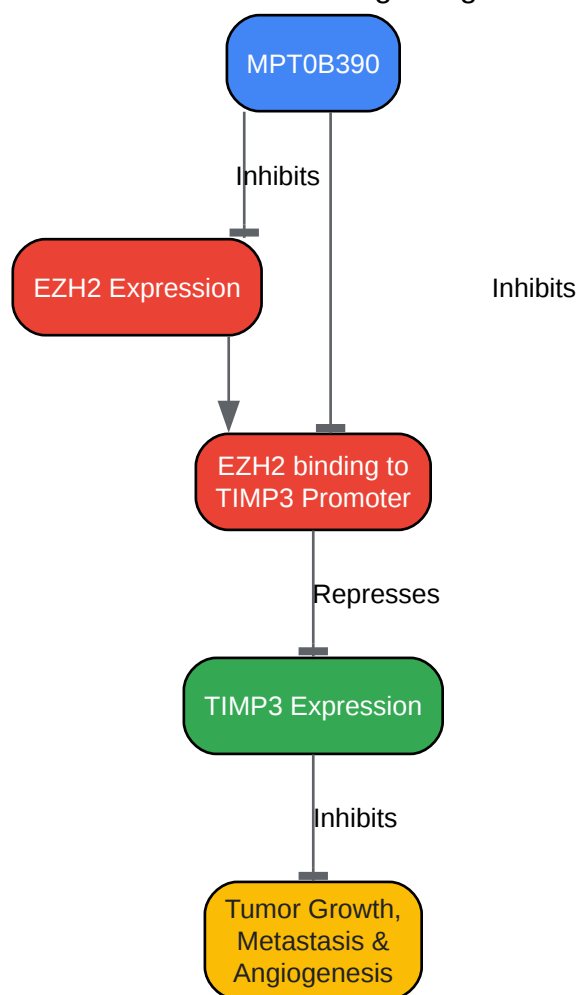 MPT0B390
Inhibits
EZH2 Expression
Inhibits
EZH2 binding to
TIMP3 Promoter
Represses
TIMP3 Expression
Inhibits
Tumor Growth,
Metastasis &
Angiogenesis